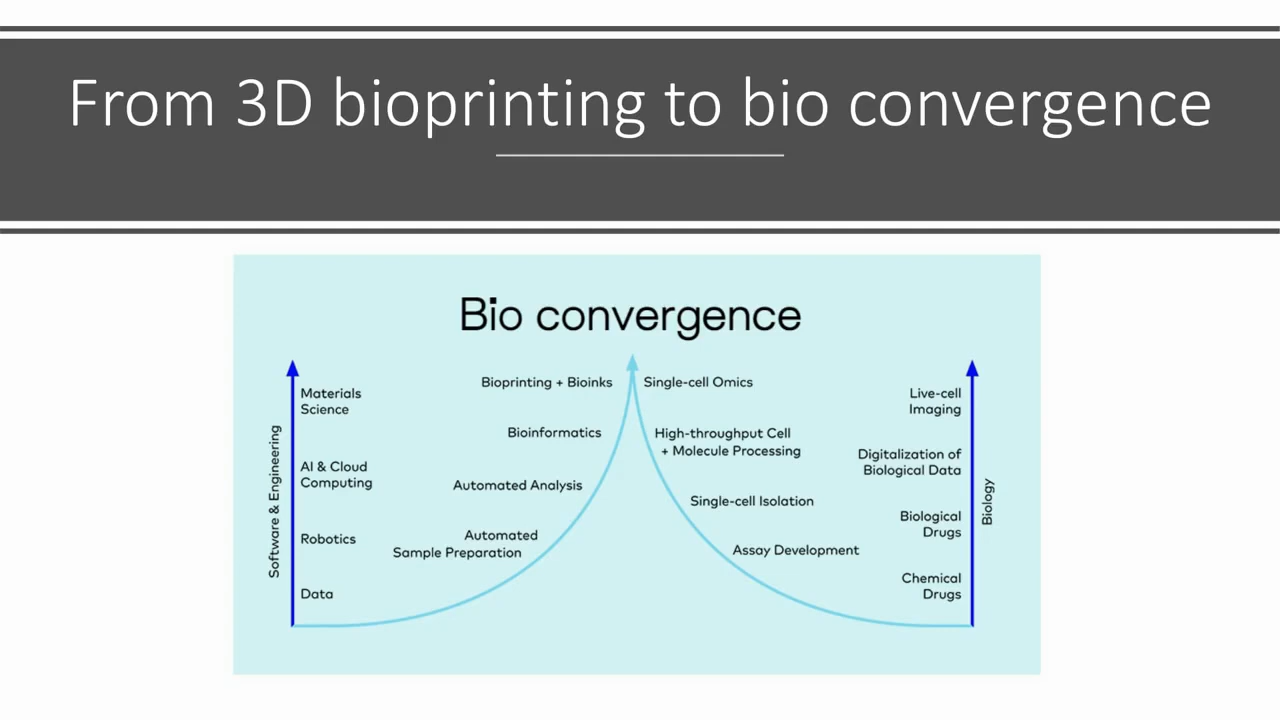 From 3D bioprinting to bio convergence
Bio convergence
Software & Engineering
Materials
Science
AI & Cloud
Computing
Robotics
Data
Bioprinting + Bioinks
Bioinformatics
Automated Analysis
Automated
Sample Preparation
Single-cell Omics
High-throughput Cell
+ Molecule Processing
Single-cell Isolation
Assay Development
Live-cell
Imaging
Digitalization of
Biological Data
Biological
Drugs
Chemical
Drugs
Biology